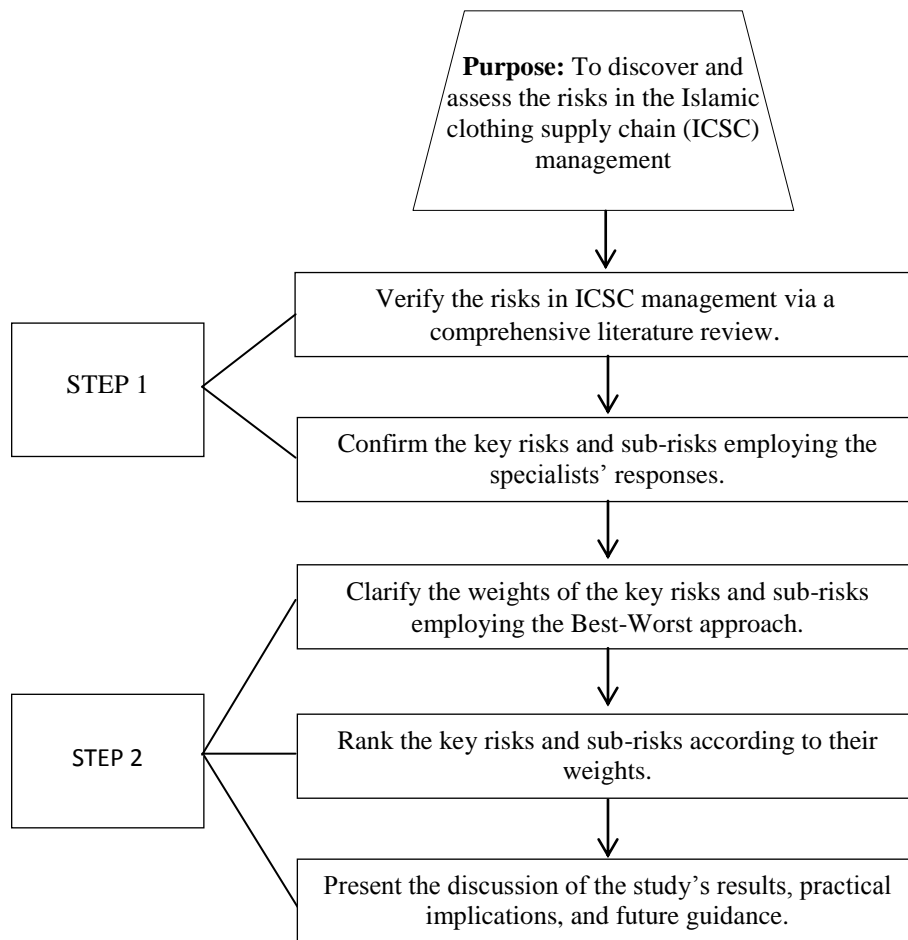 Purpose: To discover and
assess the risks in the Islamic
clothing supply chain (ICSC)
management
Verify the risks in ICSC management via a
comprehensive literature review.
STEP 1
Confirm the key risks and sub-risks employing the
specialists’ responses.
Clarify the weights of the key risks and sub-risks
employing the Best-Worst approach.
STEP 2
Rank the key risks and sub-risks according to their
weights.
Present the discussion of the study’s results, practical
implications, and future guidance.